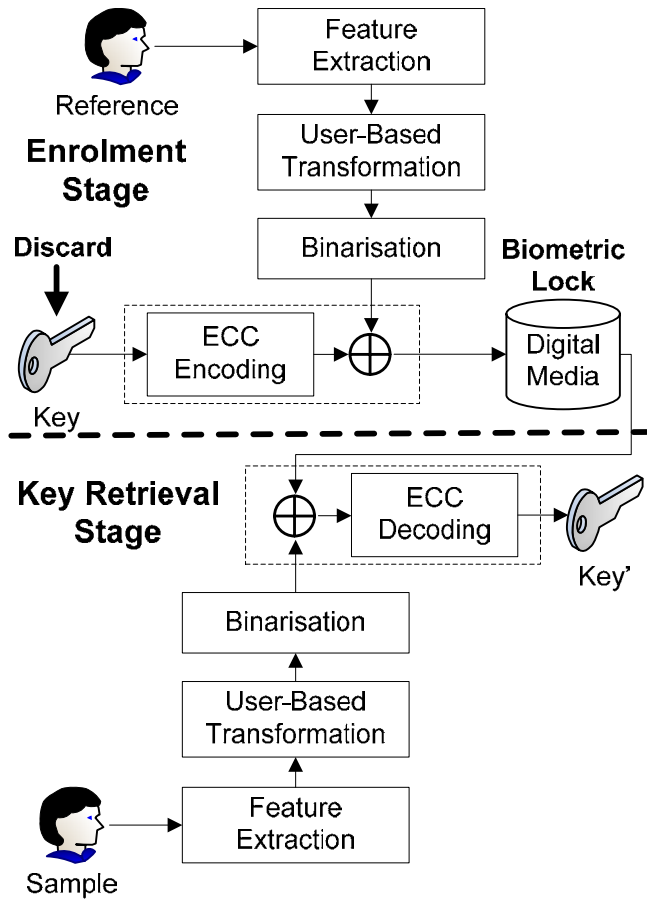 Feature
Extraction
Reference
User-Based
Transformation
Enrolment
Stage
Binarisation
Discard
Biometric
Lock
ECC
Encoding
Digital
Media
Key
Key Retrieval
Stage
ECC
Decoding
Key’
Binarisation
User-Based
Transformation
Feature
Extraction
Sample